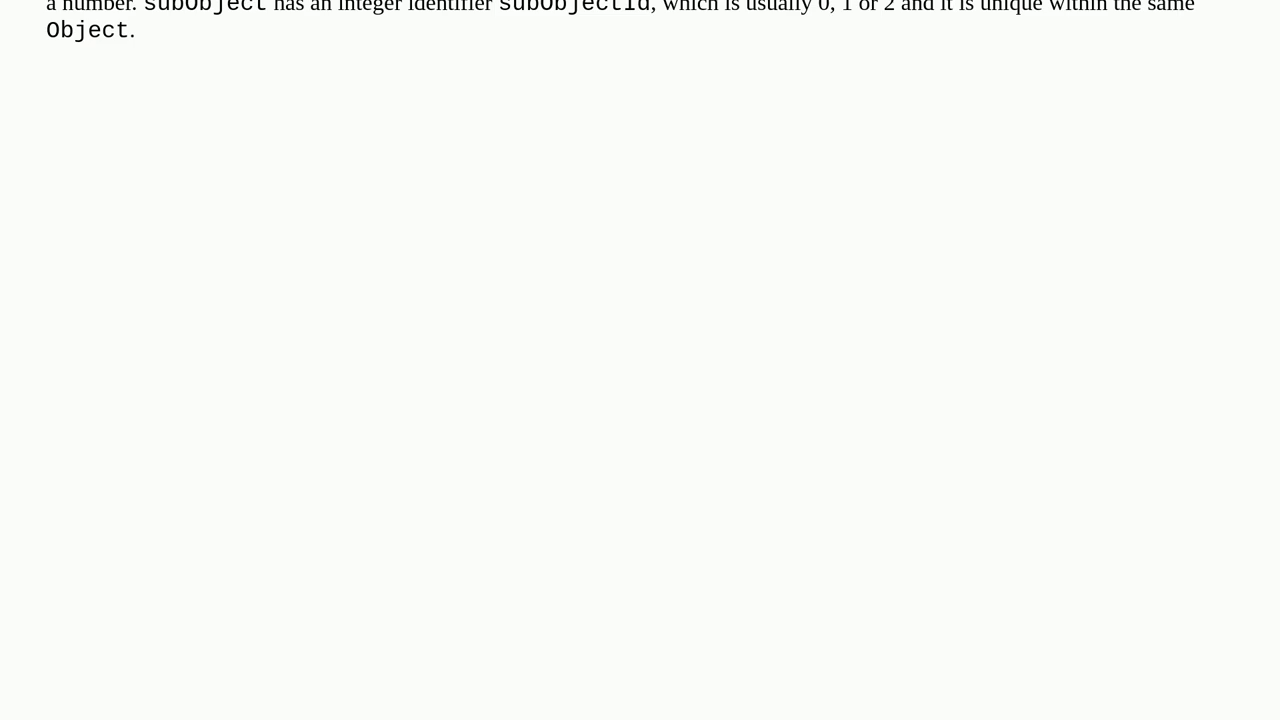 a number. subObject has an integer identifier subObjectId, which is usually 0, 1 or 2 and it is unique within the same
Object.